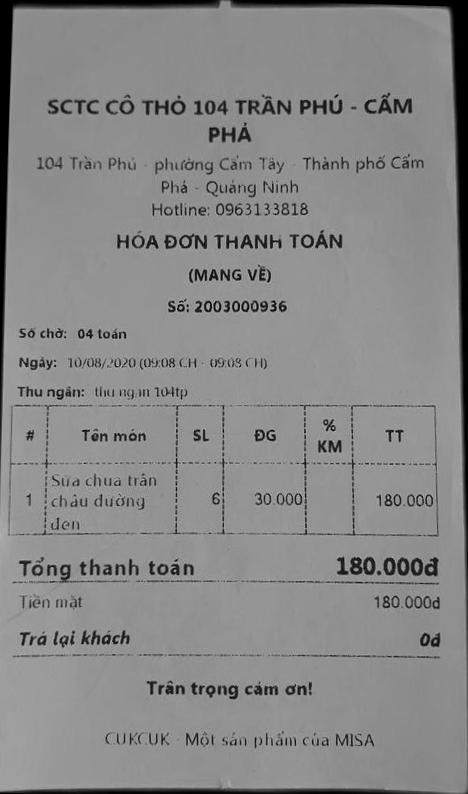 SCTC CÔ THỎ 104 TRẦN PHÚ - CẨM
PHẢ
104 Trần Phú - phường Cẩm Tây - Thành phố Cẩm
Phả - Quảng Ninh
Hotline: 0963133818
HÓA ĐƠN THANH TOÁN
(MANG VỀ)
Số: 2003000936
Số chờ: 04 toán
Ngày: 10/08/2020 (09:08 CH - 09:08 CH)
Thu ngân: thu ngan 104tp
# Tên món SL ĐG % KM TT
1 Sữa chua trân 6 30.000 180.000
châu đường
đen
Tổng thanh toán 180.000đ
Tiền mặt 180.000đ
Trả lại khách 0đ
Trân trọng cảm ơn!
CUKCUK - Một sản phẩm của MISA